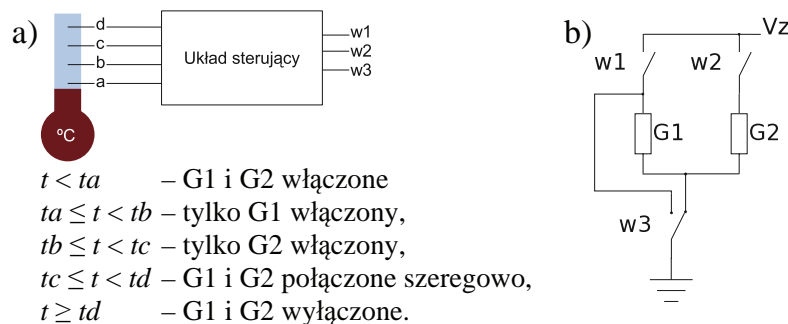 a)
d
c
b
a
°C
Układ sterujący
w1
w2
w3
t < ta – G1 i G2 włączone
ta ≤ t < tb – tylko G1 włączony,
tb ≤ t < tc – tylko G2 włączony,
tc ≤ t < td – G1 i G2 połączone szeregowo,
t ≥ td – G1 i G2 wyłączone.
b)
Vz
w1
w2
G1
G2
w3